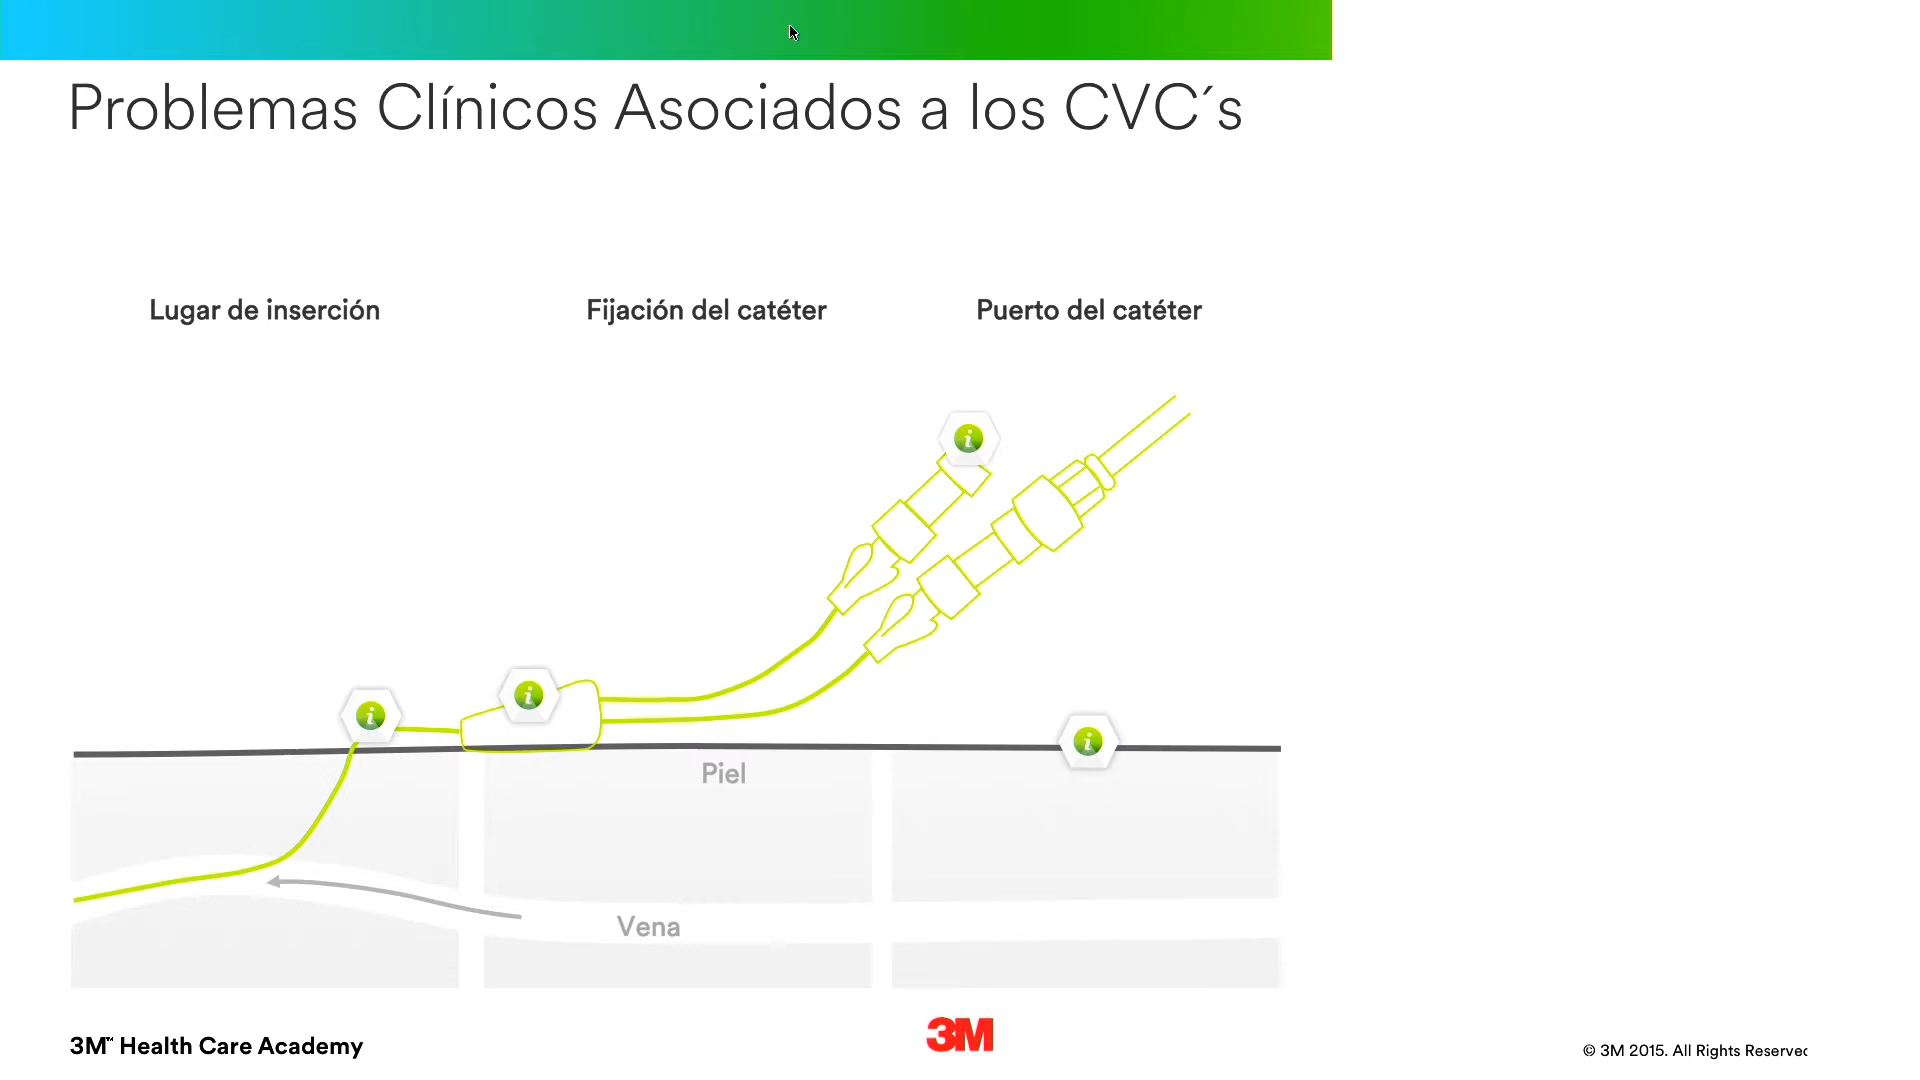 Problemas Clínicos Asociados a los CVC´s
Lugar de inserción
Fijación del catéter
Puerto del catéter
i
i
i
i
Piel
Vena
3M™ Health Care Academy
3M
© 3M 2015. All Rights Reserved